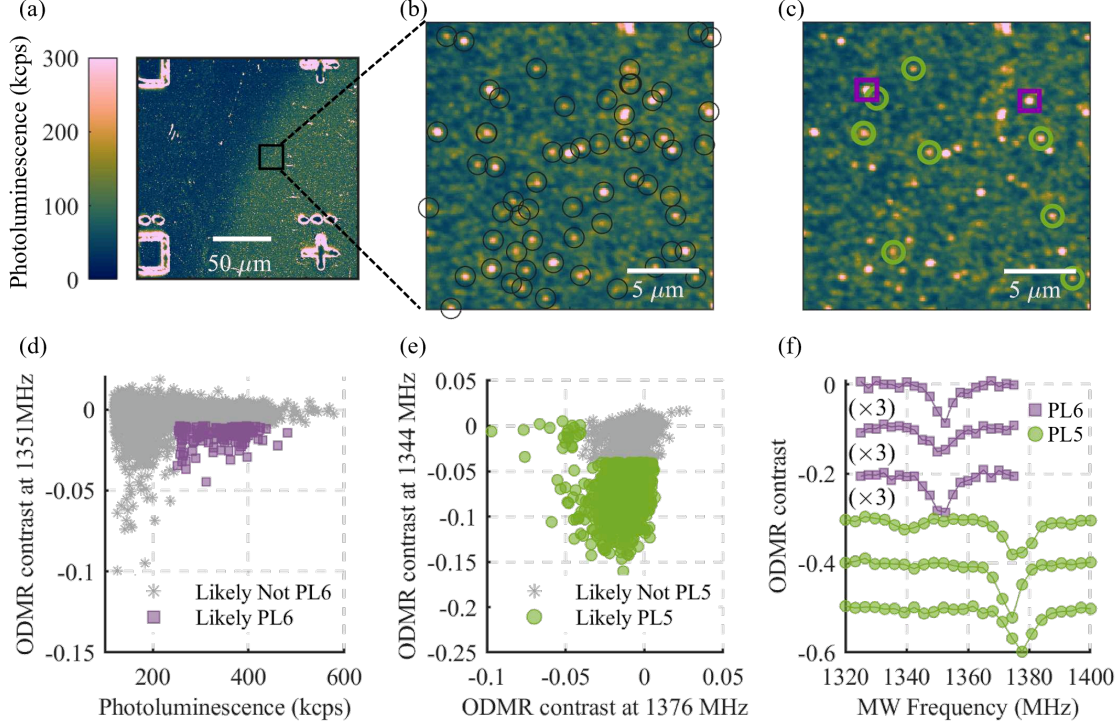 (a)
(b)
(c)
Photoluminescence (kcps)
300
200
100
0
50 μm
5 μm
5 μm
(d)
(e)
(f)
ODMR contrast at 1351MHz
0
-0.05
-0.1
-0.15
200
400
600
Photoluminescence (kcps)
Likely Not PL6
Likely PL6
ODMR contrast at 1344 MHz
0.05
0
-0.05
-0.1
-0.15
-0.2
-0.25
-0.1
-0.05
0
0.05
ODMR contrast at 1376 MHz
Likely Not PL5
Likely PL5
ODMR contrast
0
-0.2
-0.4
-0.6
(×3)
(×3)
(×3)
PL6
PL5
1320
1340
1360
1380
1400
MW Frequency (MHz)